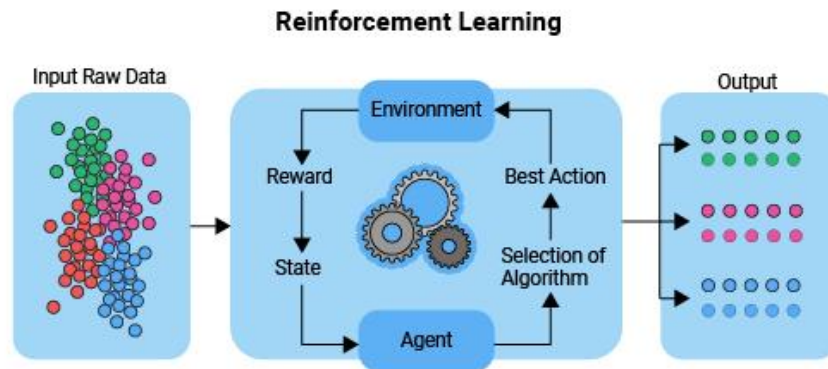 Reinforcement Learning
Input Raw Data
Output
Environment
Reward
Best Action
State
Selection of
Algorithm
Agent